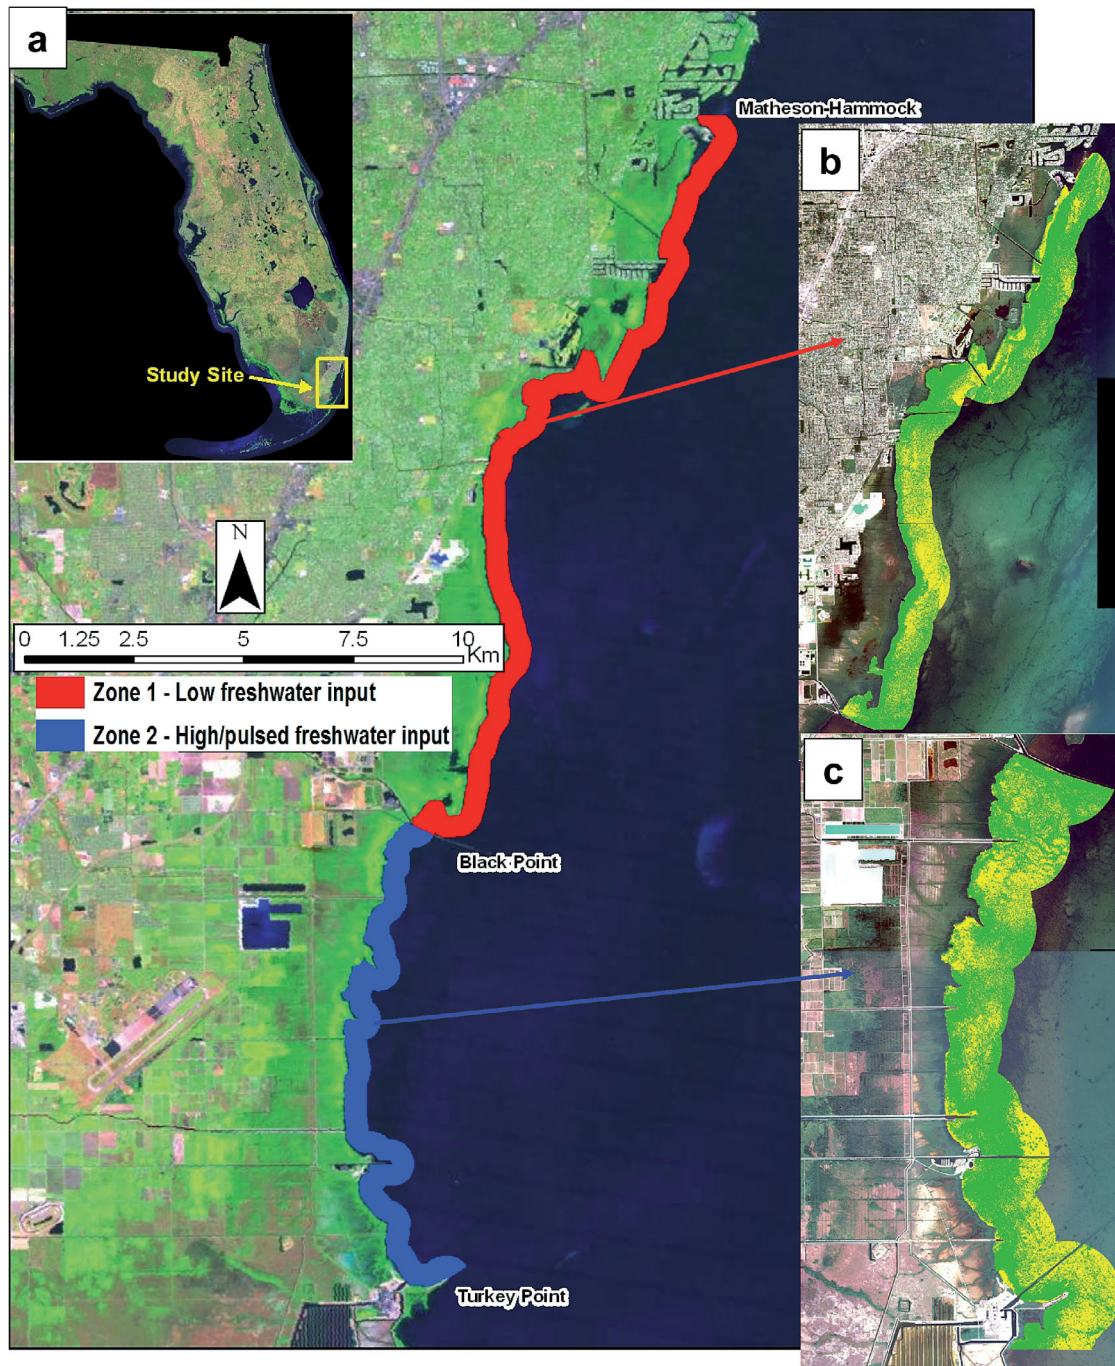 a
Study Site
Matheson-Hammock
b
N
0 1.25 2.5 5 7.5 10
Km
Zone 1 - Low freshwater input
Zone 2 - High/pulsed freshwater input
c
Black Point
Turkey Point